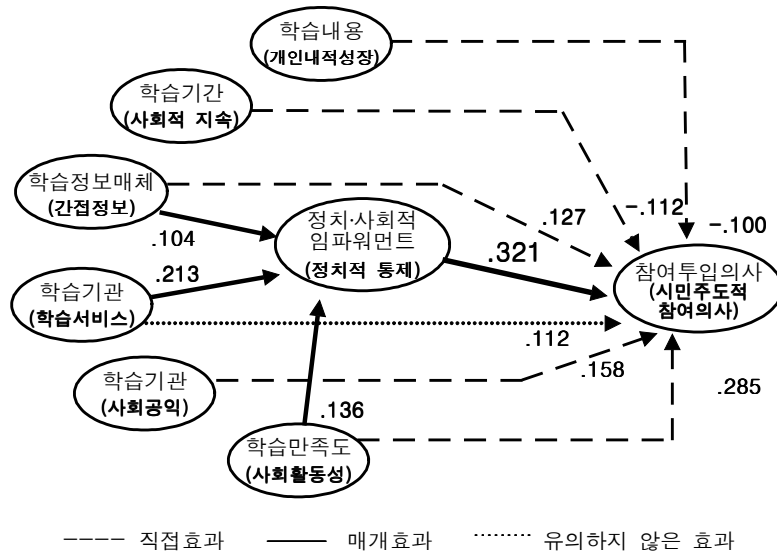 학습내용
(개인내적성장)
학습기간
(사회적 지속)
학습정보매체
(간접정보)
정치·사회적
임파워먼트
(정치적 통제)
.127
-.112
-.100
.104
.321
참여투입의사
(시민주도적
참여의사)
.213
학습기관
(학습서비스)
.112
학습기관
(사회공익)
.158
.285
.136
학습만족도
(사회활동성)
직접효과
매개효과
유의하지 않은 효과